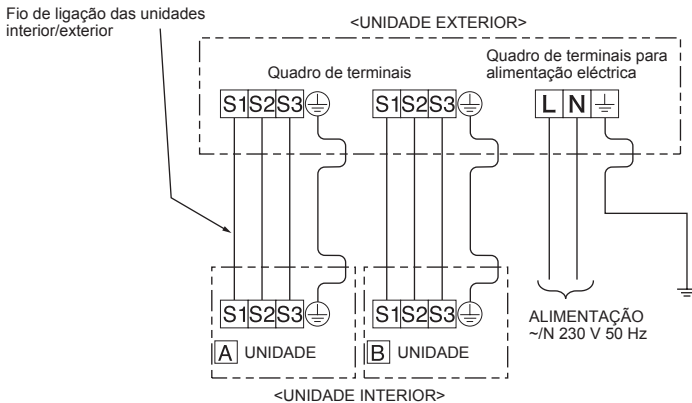 Fio de ligação das unidades
interior/exterior
<UNIDADE EXTERIOR>
Quadro de terminais
Quadro de terminais para
alimentação eléctrica
S1 S2 S3
S1 S2 S3
L N
S1 S2 S3
S1 S2 S3
A UNIDADE
B UNIDADE
ALIMENTAÇÃO
~/N 230 V 50 Hz
<UNIDADE INTERIOR>